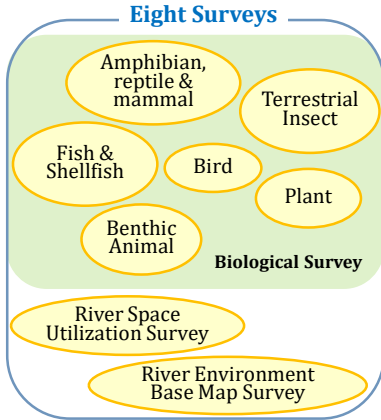 Eight Surveys
Amphibian,
reptile &
mammal
Terrestrial
Insect
Fish &
Shellfish
Bird
Plant
Benthic
Animal
Biological Survey
River Space
Utilization Survey
River Environment
Base Map Survey